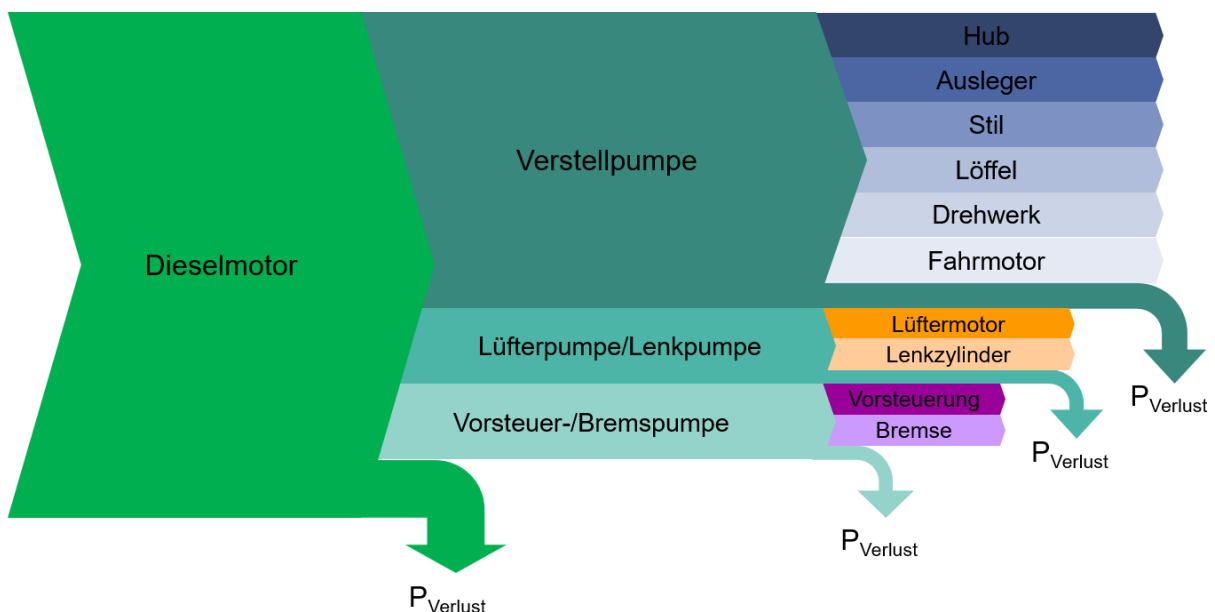 Dieselmotor
Verstellpumpe
Lüfterpumpe/Lenkpumpe
Vorsteuer-/Bremspumpe
Hub
Ausleger
Stil
Löffel
Drehwerk
Fahrmotor
Lüftermotor
Lenkzylinder
Vorsteuerung
Bremse
PVerlust
PVerlust
PVerlust
PVerlust